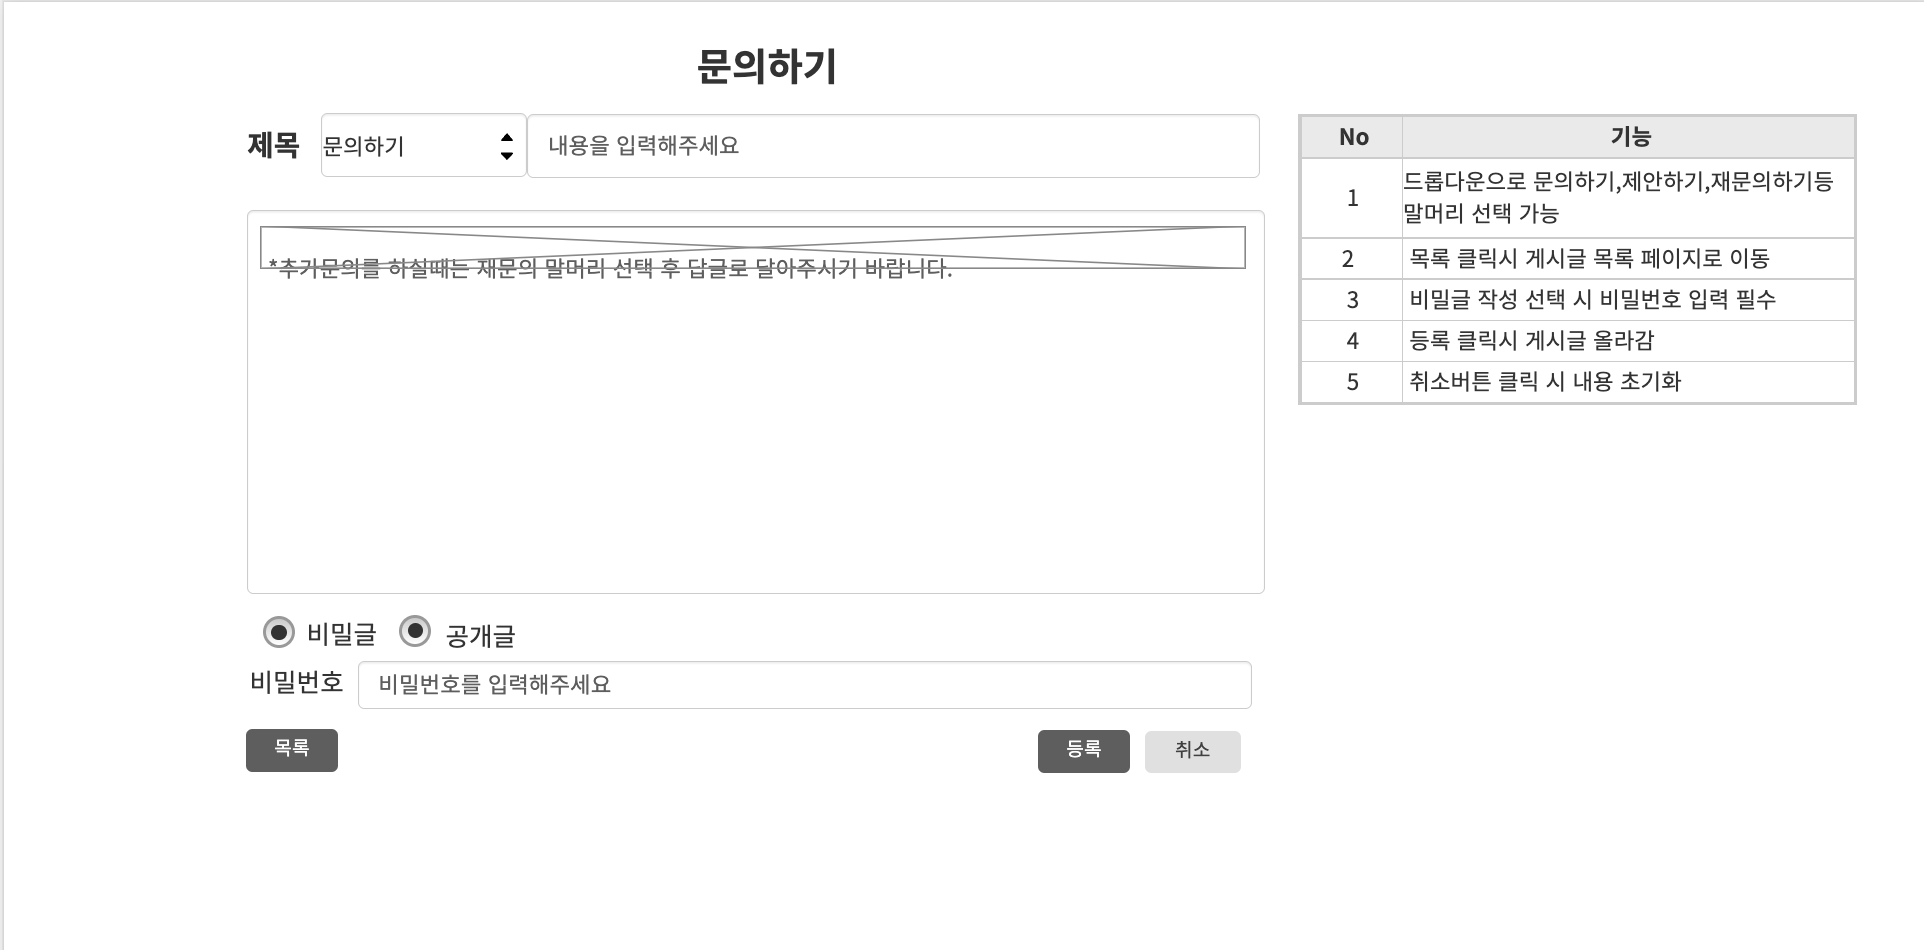 문의하기
제목 문의하기 내용을 입력해주세요
*추가문의를 하실때는 재문의 말머리 선택 후 답글로 달아주시기 바랍니다.
비밀글 공개글
비밀번호 비밀번호를 입력해주세요
목록 등록 취소
No 기능
1 드롭다운으로 문의하기,제안하기,재문의하기등
말머리 선택 가능
2 목록 클릭시 게시글 목록 페이지로 이동
3 비밀글 작성 선택 시 비밀번호 입력 필수
4 등록 클릭시 게시글 올라감
5 취소버튼 클릭 시 내용 초기화